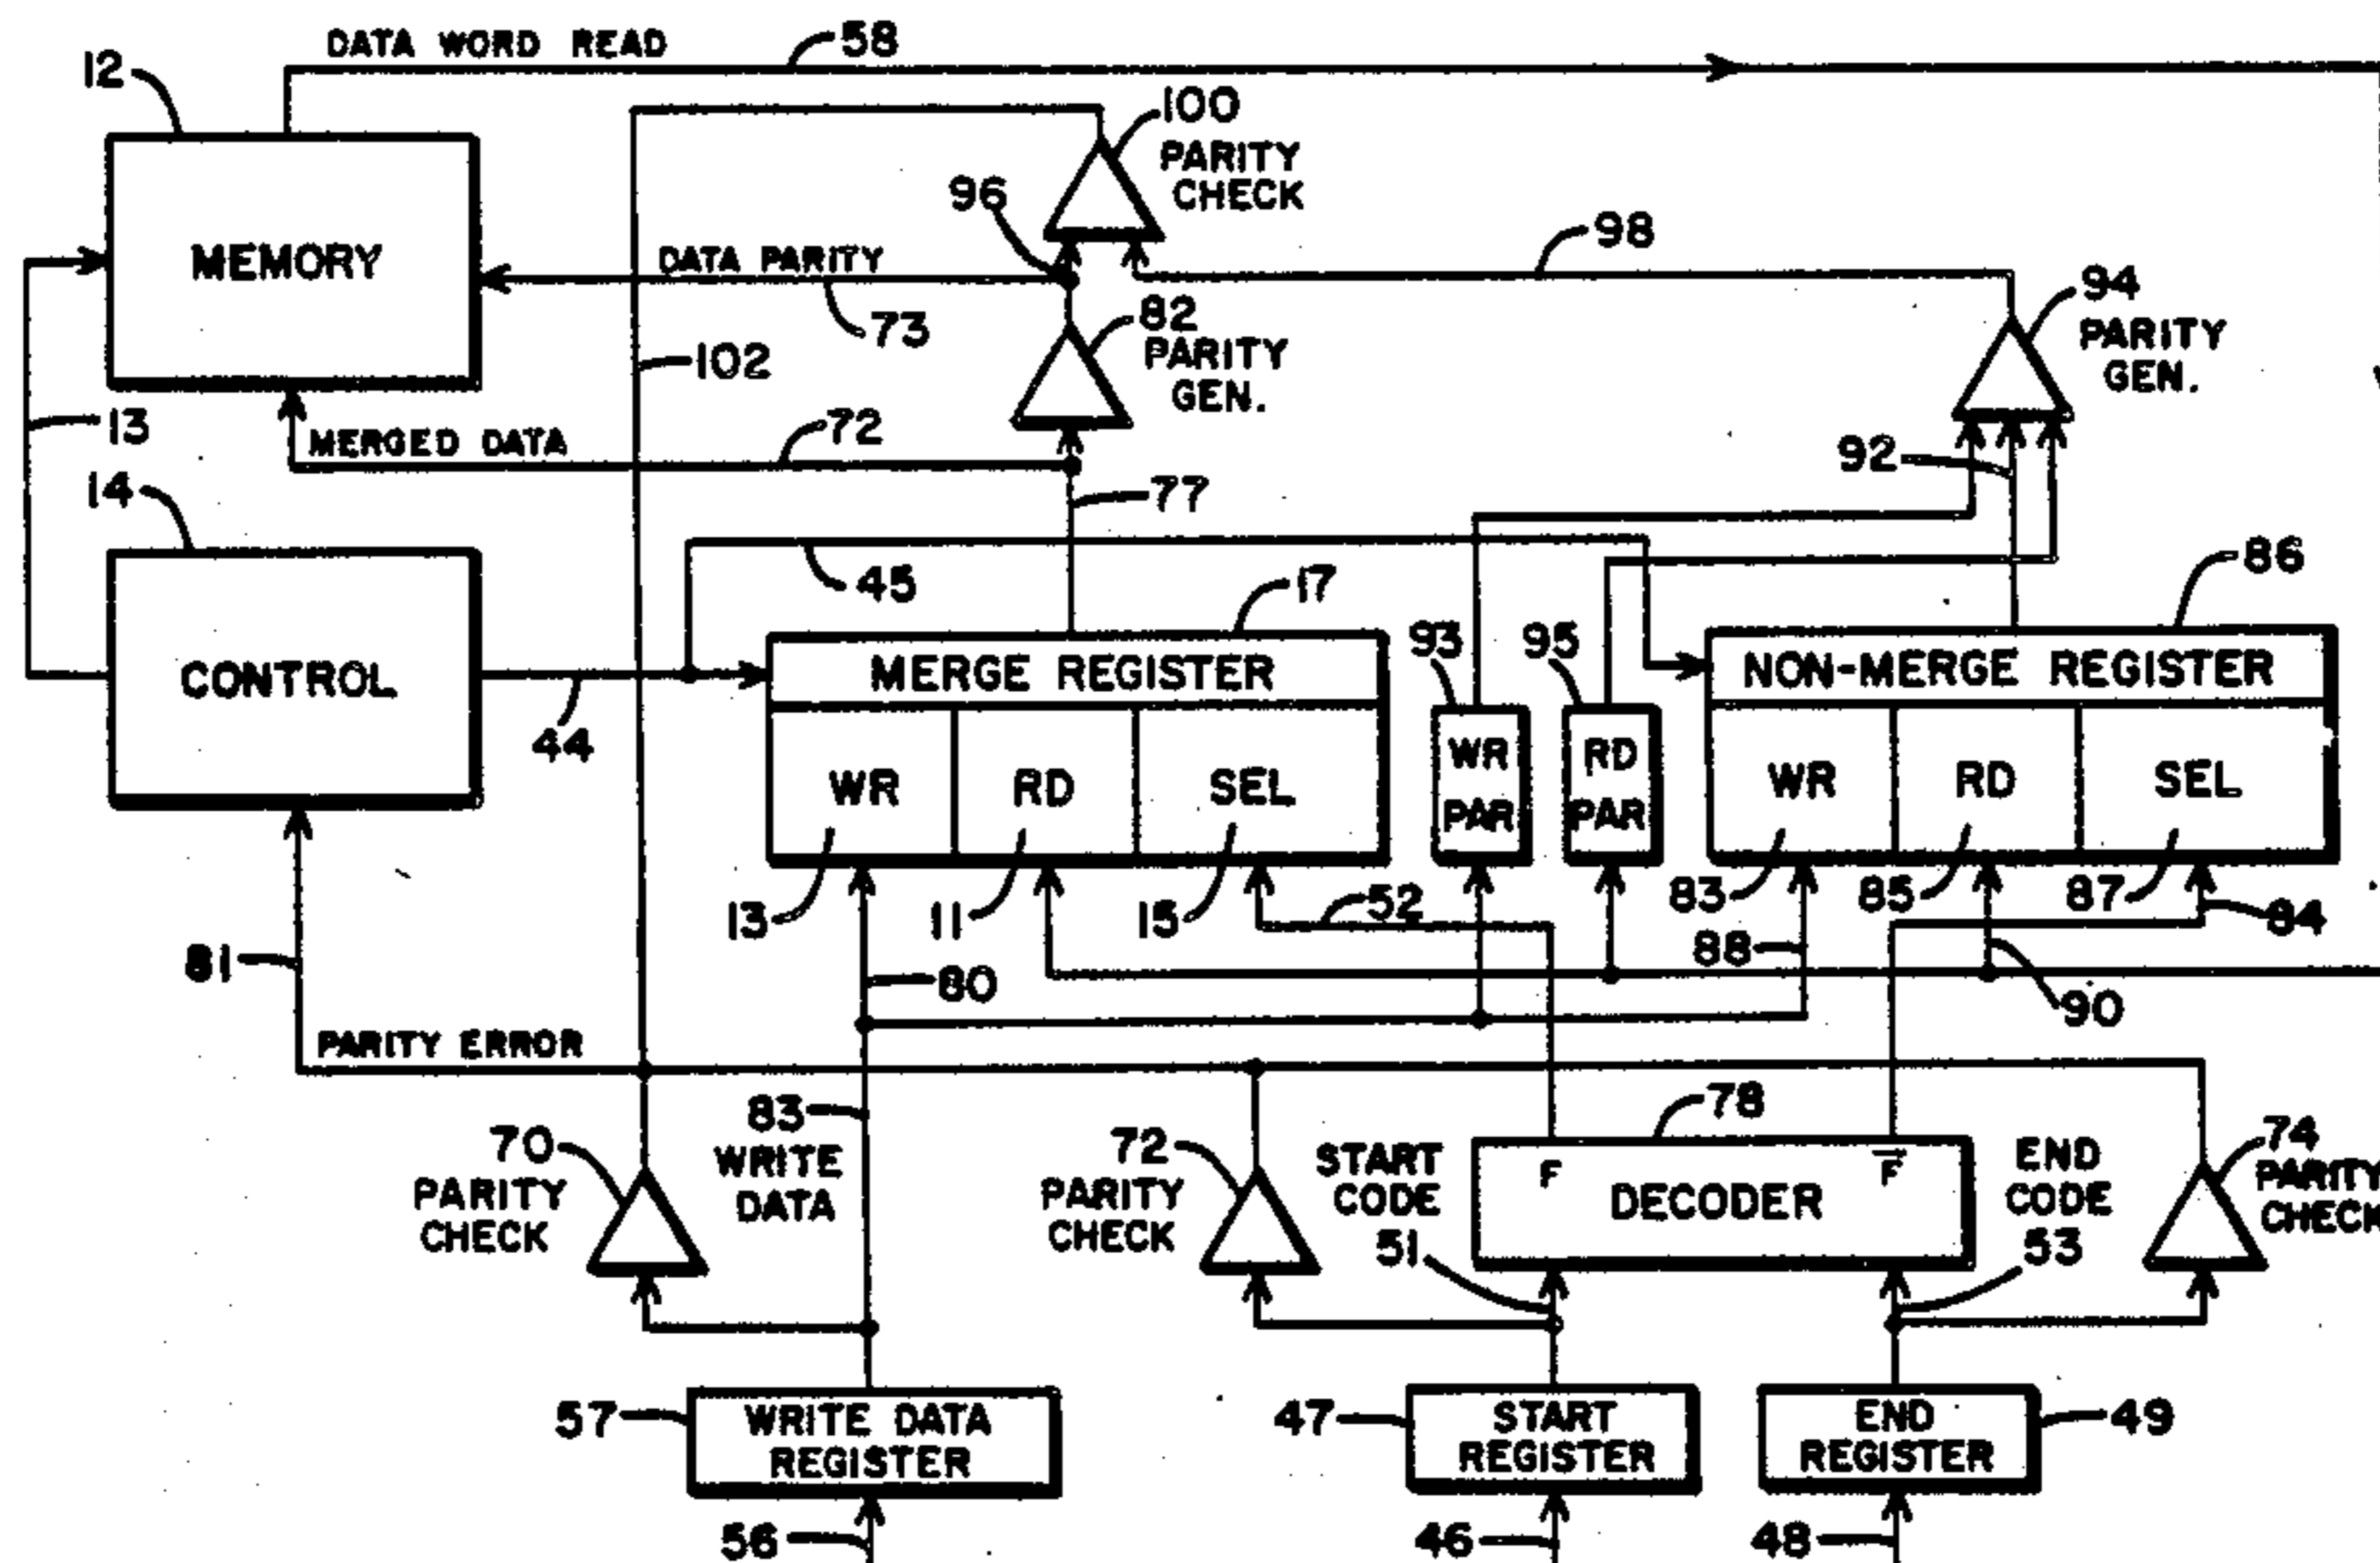 DATA WORD READ
58
12
100
PARITY
CHECK
96
98
MEMORY
DATA PARITY
94
82
73
PARITY
GEN.
PARITY
GEN.
102
13
MERGED DATA
72
92
14
77
45
17
86
93
95
CONTROL
MERGE REGISTER
NON-MERGE REGISTER
44
WR
RD
SEL
WR
PAR
RD
PAR
WR
RD
SEL
13
11
15
52
83
85
87
84
81
80
88
90
PARITY ERROR
83
WRITE
DATA
78
70
PARITY
CHECK
72
PARITY
CHECK
START
CODE
51
F
DECODER
F̅
END
CODE
53
74
PARITY
CHECK
57
WRITE DATA
REGISTER
47
START
REGISTER
END
REGISTER
49
56
46
48